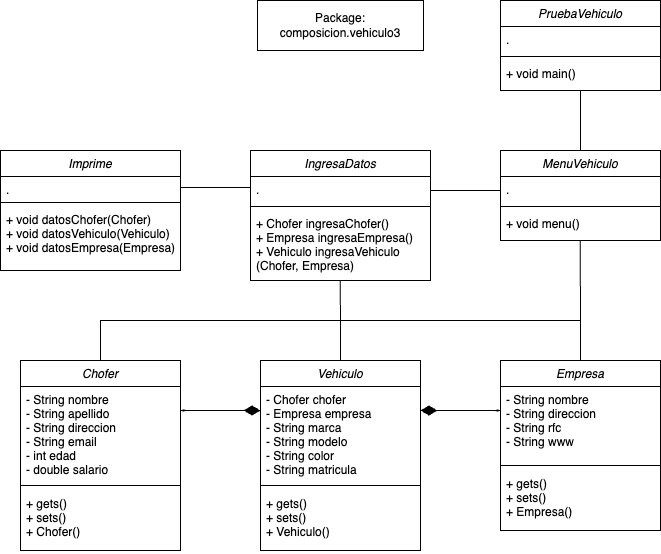 Package:
composicion.vehiculo3
PruebaVehiculo
.
+ void main()
Imprime
.
+ void datosChofer(Chofer)
+ void datosVehiculo(Vehiculo)
+ void datosEmpresa(Empresa)
IngresaDatos
.
+ Chofer ingresaChofer()
+ Empresa ingresaEmpresa()
+ Vehiculo ingresaVehiculo
(Chofer, Empresa)
MenuVehiculo
.
+ void menu()
Chofer
- String nombre
- String apellido
- String direccion
- String email
- int edad
- double salario
+ gets()
+ sets()
+ Chofer()
Vehiculo
- Chofer chofer
- Empresa empresa
- String marca
- String modelo
- String color
- String matricula
+ gets()
+ sets()
+ Vehiculo()
Empresa
- String nombre
- String direccion
- String rfc
- String www
+ gets()
+ sets()
+ Empresa()